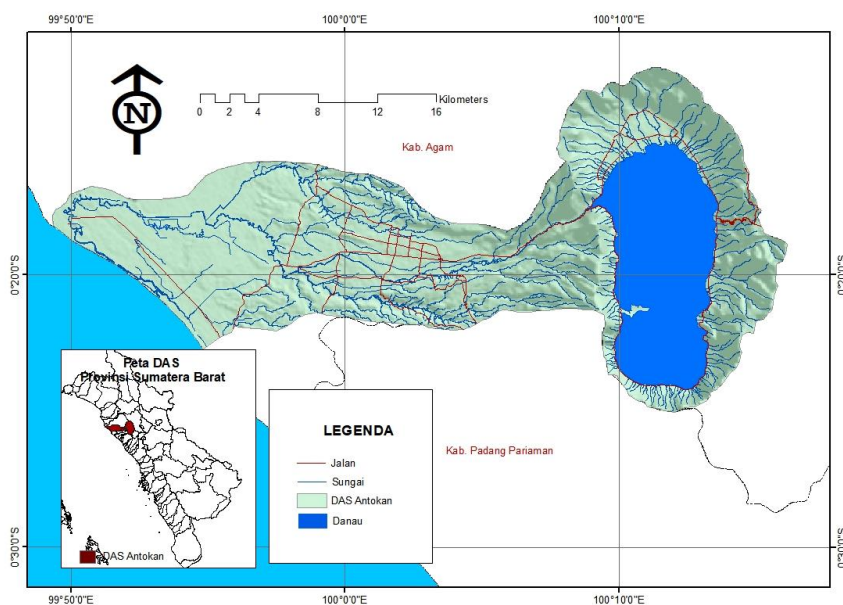 99°50'0"E 100°0'0"E 100°10'0"E
N
Kilometers
0 2 4 8 12 16
Kab. Agam
0°20'0"S 0°20'0"S
Peta DAS
Provinsi Sumatera Barat
DAS Antokan
LEGENDA
Jalan
Sungai
DAS Antokan
Danau
Kab. Padang Pariaman
0°30'0"S 0°30'0"S
99°50'0"E 100°0'0"E 100°10'0"E